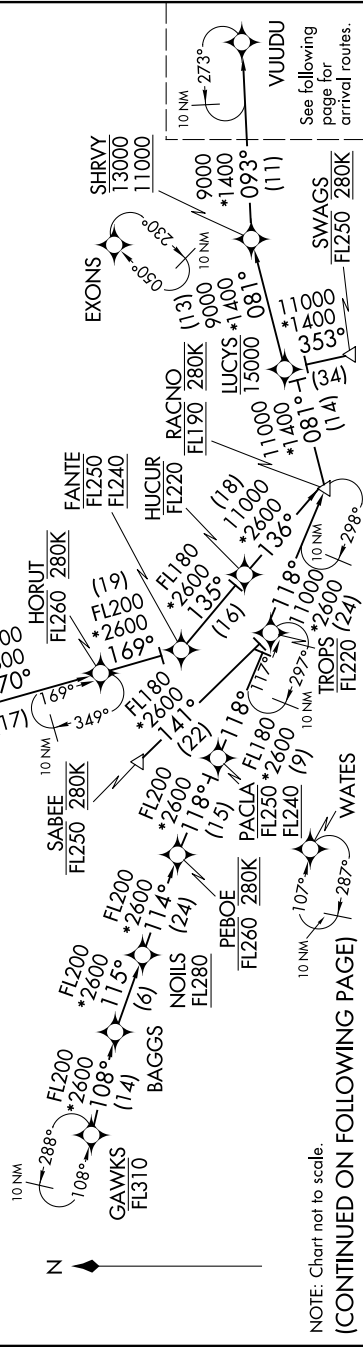 N
10 NM
288°
108°
GAWKS
FL310
FL200
*2600
108°
(14)
BAGGS
FL200
*2600
115°
(6)
NOILS
FL280
FL200
*2600
114°
(24)
PEBOE
FL260 280K
FL200
*2600
118°
(15)
PACLA
FL250
FL240
FL180
*2600
118°
(9)
SABEE
FL250 280K
FL180
*2600
141°
(22)
10 NM
169°
349°
HORUT
FL260 280K
(19)
FL200
*2600
169°
FANTE
FL250
FL240
FL180
*2600
135°
(16)
HUCUR
FL220
(18)
11000
*2600
136°
TROPS
FL220
10 NM
117°
297°
118°
11000
*2600
(24)
RACNO 280K
FL190
10 NM
298°
11000
*1400
081°
(14)
LUCYS
15000
SWAGS 280K
FL250
11000
*1400
353°
(34)
(13)
9000
*1400
081°
SHRVY
13000
11000
EXONS
230°
050°
10 NM
9000
*1400
093°
(11)
10 NM
273°
VUUDU
See following
page for
arrival routes.
WATES
107°
287°
10 NM
NOTE: Chart not to scale.
(CONTINUED ON FOLLOWING PAGE)